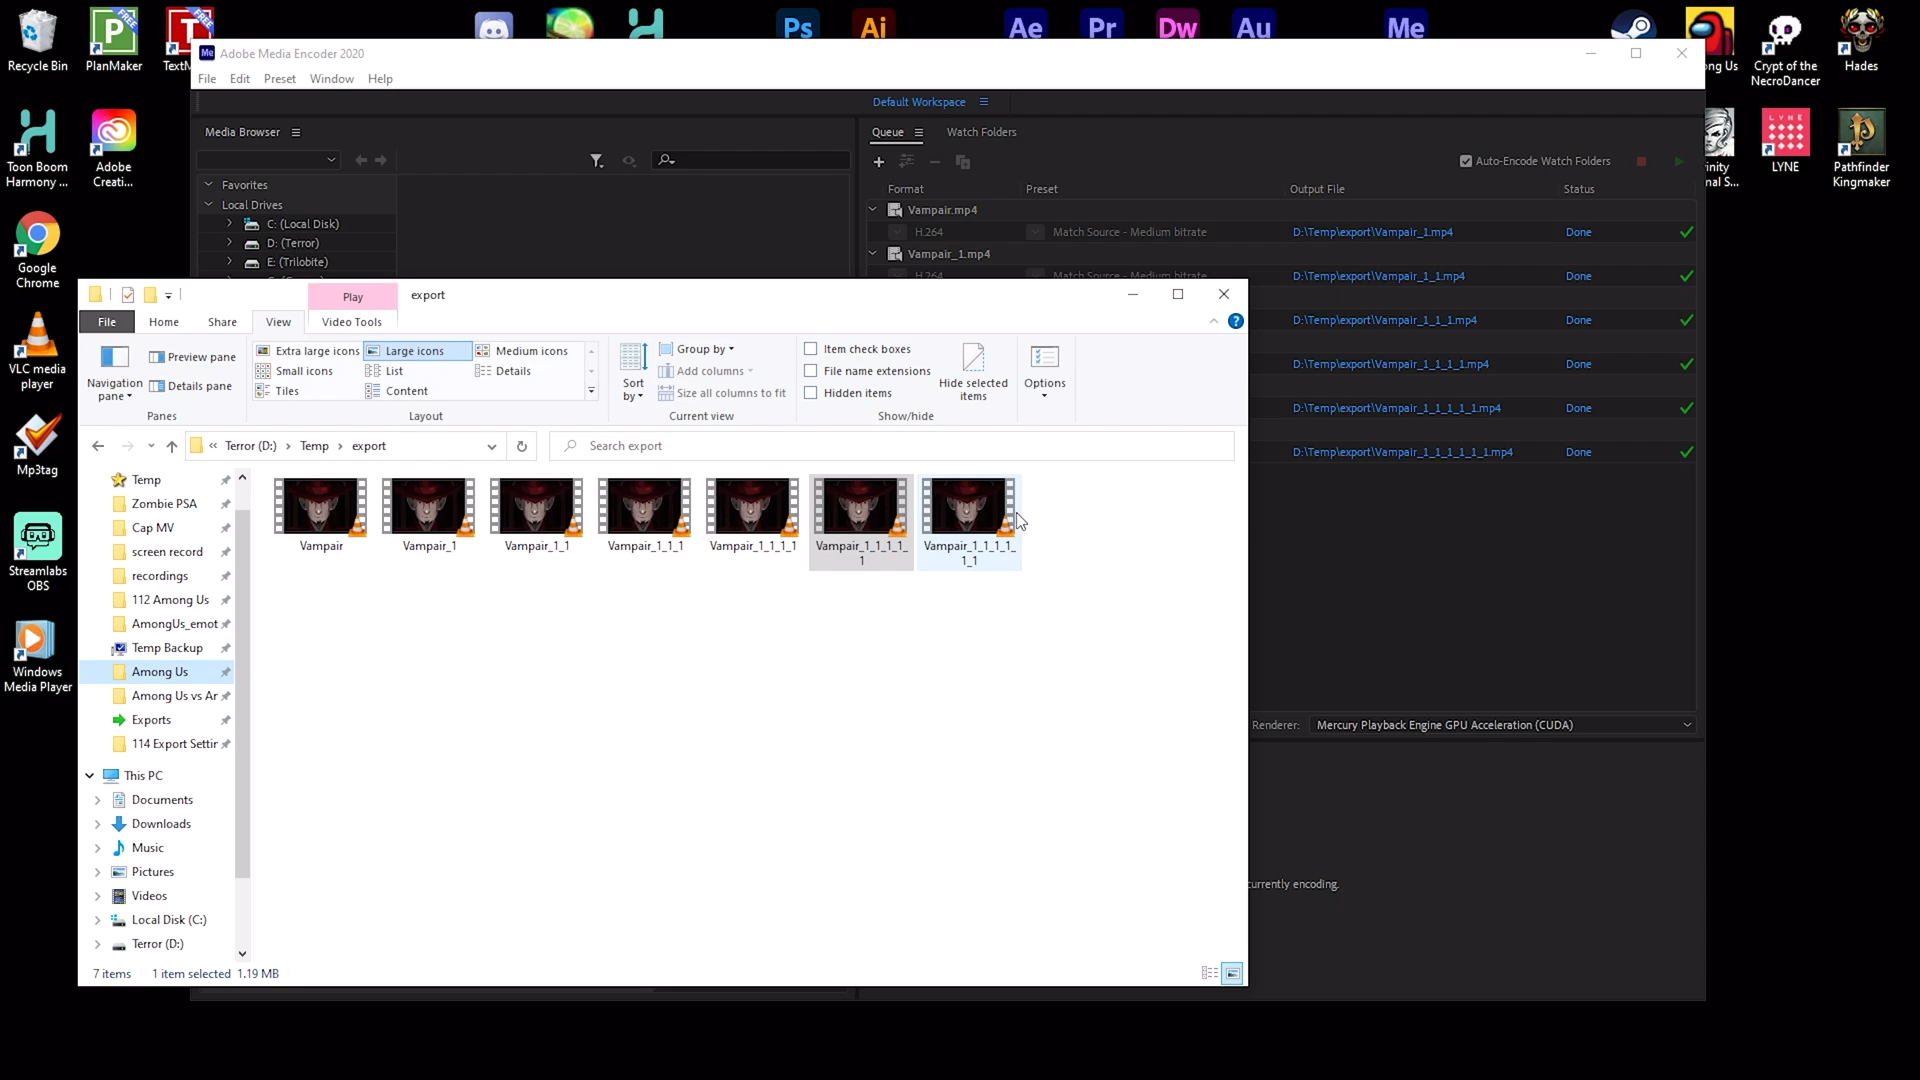 Ps
Ai
Ae
Pr
Dw
Au
Me
Recycle Bin
FREE
PlanMaker
FREE
Me Adobe Media Encoder 2020
Crypt of the
NecroDancer
Hades
File Edit Preset Window Help
Default Workspace
Media Browser
Queue
Watch Folders
Auto-Encode Watch Folders
Format
Preset
Output File
Status
Favorites
Local Drives
C: (Local Disk)
D: (Terror)
E: (Trilobite)
Vampair.mp4
H.264
Match Source - Medium bitrate
D:\Temp\export\Vampair_1.mp4
Done
Vampair_1.mp4
H.264
Match Source - Medium bitrate
D:\Temp\export\Vampair_1_1.mp4
Done
D:\Temp\export\Vampair_1_1_1.mp4
Done
D:\Temp\export\Vampair_1_1_1_1.mp4
Done
D:\Temp\export\Vampair_1_1_1_1_1.mp4
Done
D:\Temp\export\Vampair_1_1_1_1_1_1.mp4
Done
Toon Boom
Harmony ...
Adobe
Creati...
LYNE
LYNE
Pathfinder
Kingmaker
Google
Chrome
VLC media
player
Mp3tag
Streamlabs
OBS
Windows
Media Player
Play
export
File
Home
Share
View
Video Tools
Navigation
pane
Preview pane
Details pane
Panes
Extra large icons
Large icons
Medium icons
Small icons
List
Details
Tiles
Content
Layout
Sort
by
Group by
Add columns
Size all columns to fit
Current view
Item check boxes
File name extensions
Hidden items
Hide selected
items
Show/hide
Options
« Terror (D:) › Temp › export
Search export
Temp
Zombie PSA
Cap MV
screen record
recordings
112 Among Us
AmongUs_emot
Temp Backup
Among Us
Among Us vs Ar
Exports
114 Export Settir
This PC
Documents
Downloads
Music
Pictures
Videos
Local Disk (C:)
Terror (D:)
Vampair
Vampair_1
Vampair_1_1
Vampair_1_1_1
Vampair_1_1_1_1
Vampair_1_1_1_1_
1
Vampair_1_1_1_1_
1_1
7 items
1 item selected 1.19 MB
Renderer:
Mercury Playback Engine GPU Acceleration (CUDA)
currently encoding.